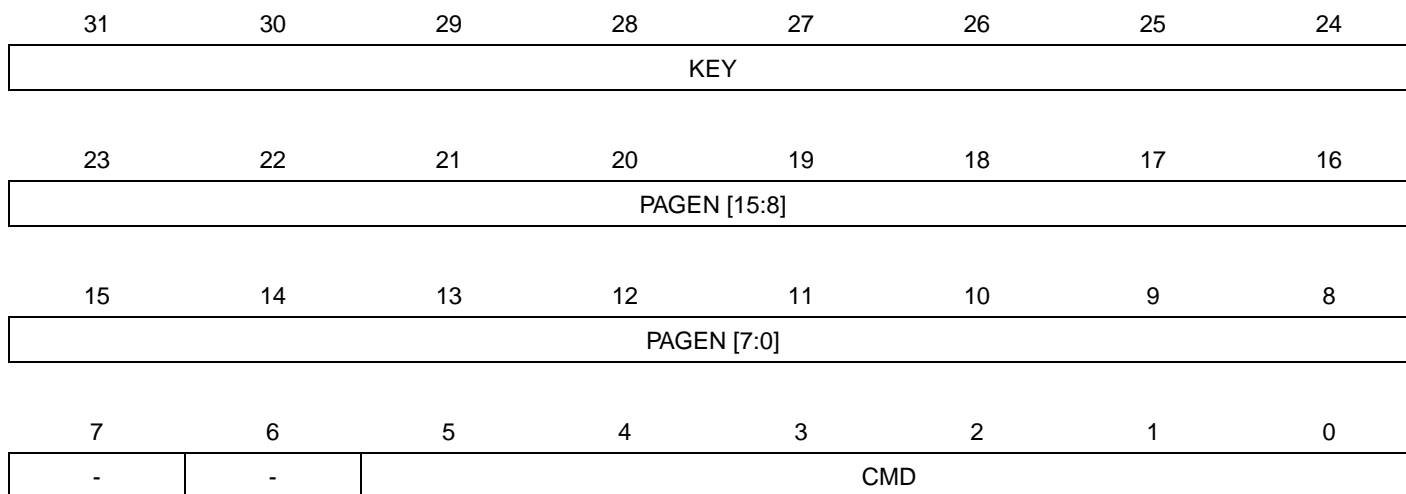 31 30 29 28 27 26 25 24
KEY
23 22 21 20 19 18 17 16
PAGEN [15:8]
15 14 13 12 11 10 9 8
PAGEN [7:0]
7 6 5 4 3 2 1 0
- - CMD